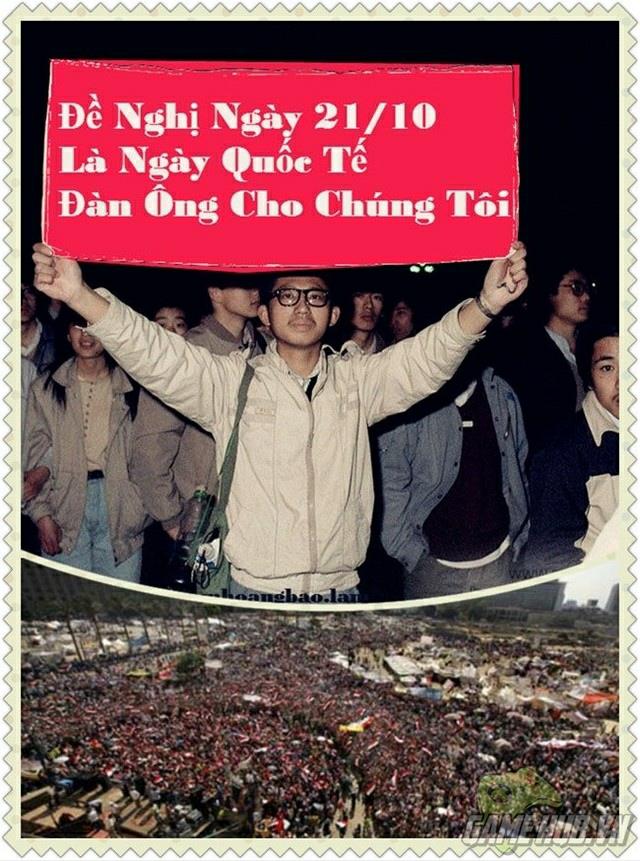 Đề Nghị Ngày 21/10
Là Ngày Quốc Tế
Đàn Ông Cho Chúng Tôi
GAMEHUB.VN